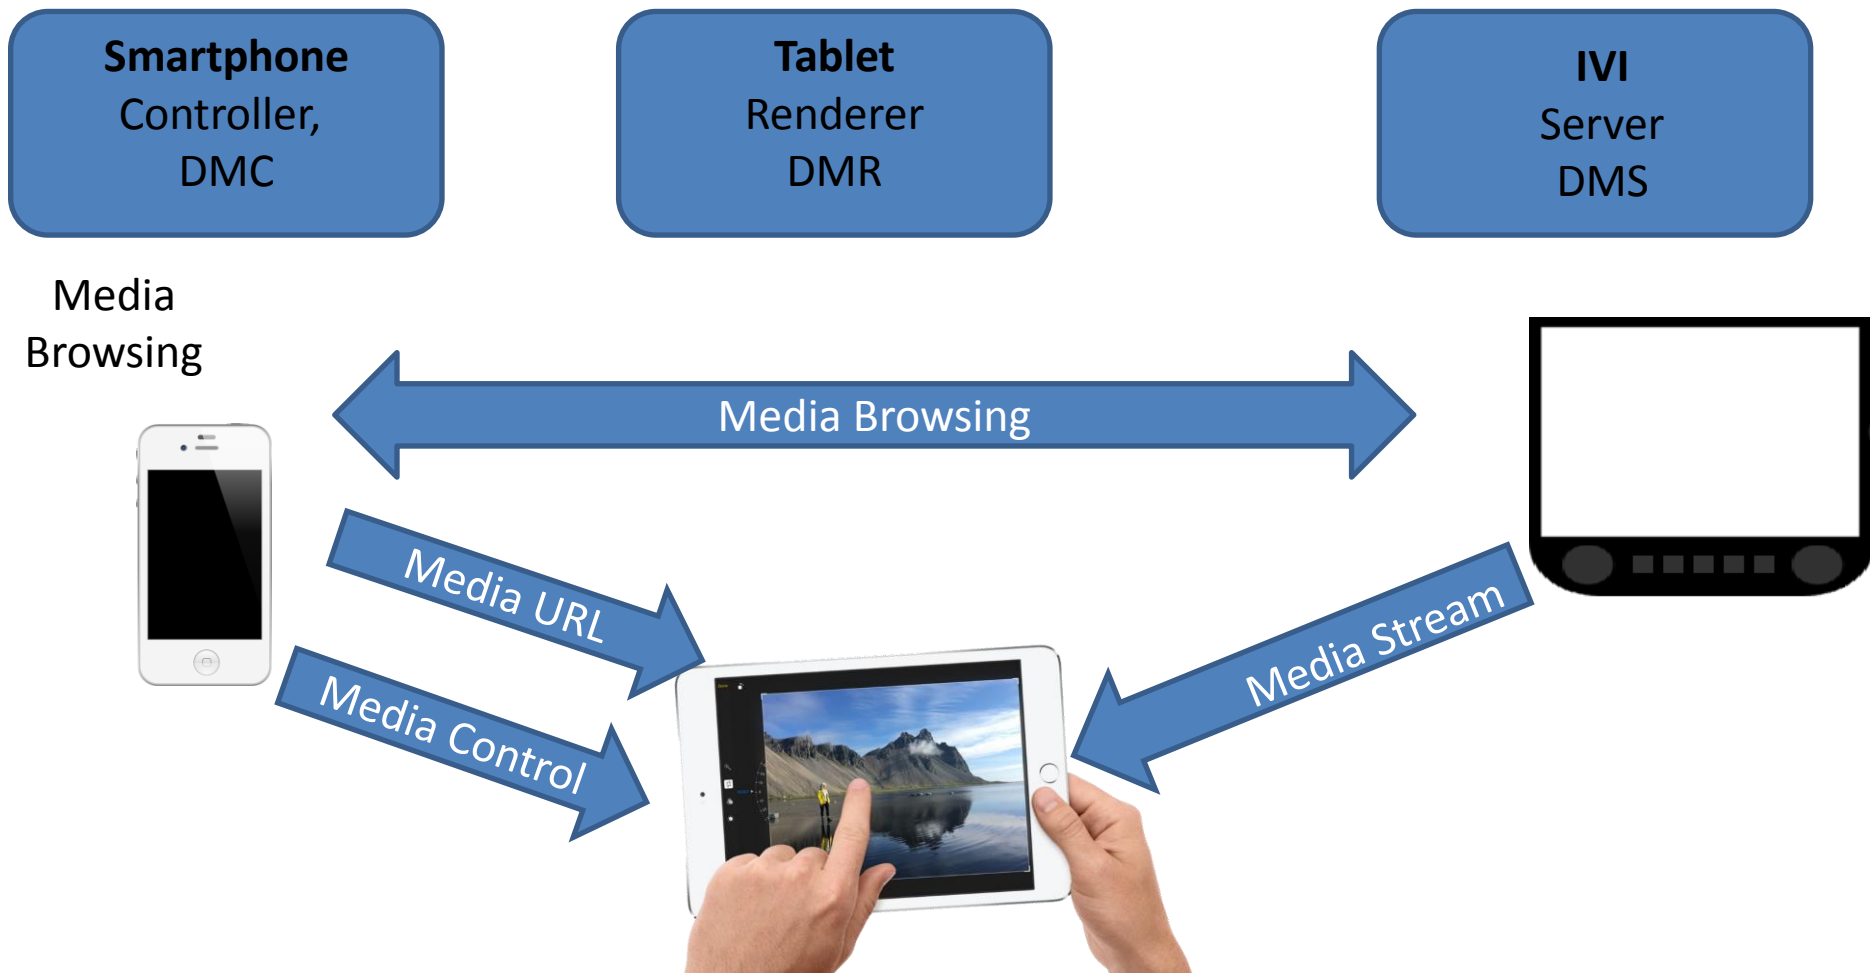 Smartphone
Controller,
DMC
Tablet
Renderer
DMR
IVI
Server
DMS
Media
Browsing
Media Browsing
Media URL
Media Control
Media Stream